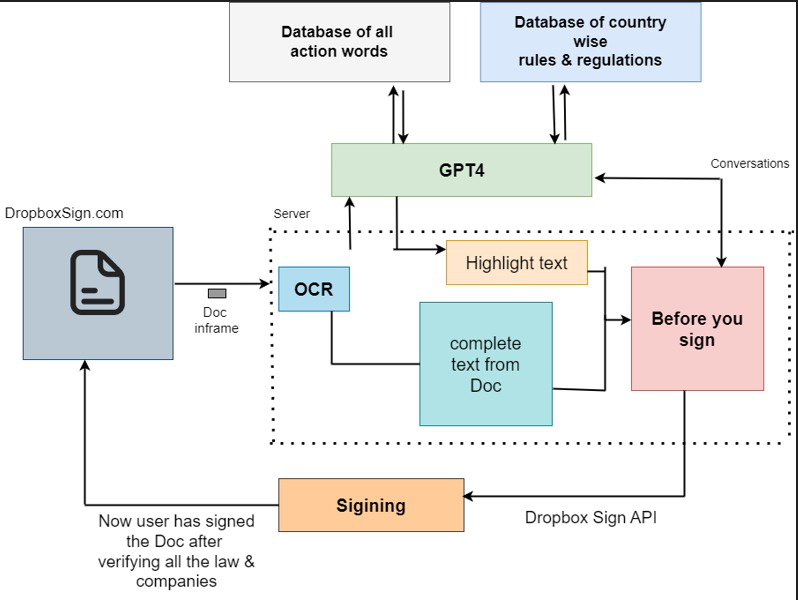 Database of all
action words
Database of country
wise
rules & regulations
GPT4
Conversations
DropboxSign.com
Server
OCR
Highlight text
Before you
sign
Doc
inframe
complete
text from
Doc
Sigining
Dropbox Sign API
Now user has signed
the Doc after
verifying all the law &
companies